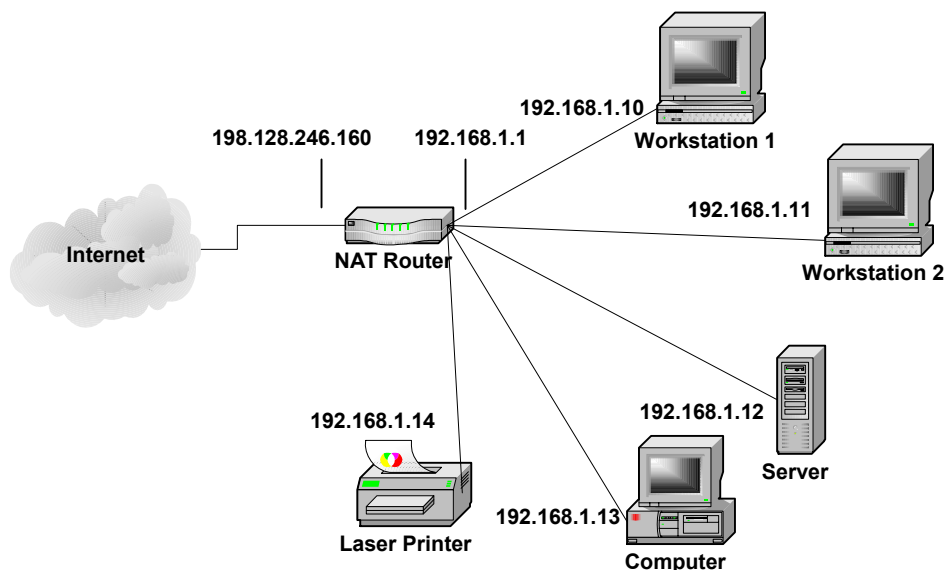 192.168.1.10
Workstation 1
198.128.246.160
192.168.1.1
192.168.1.11
Workstation 2
Internet
NAT Router
192.168.1.12
Server
192.168.1.14
Laser Printer
192.168.1.13
Computer